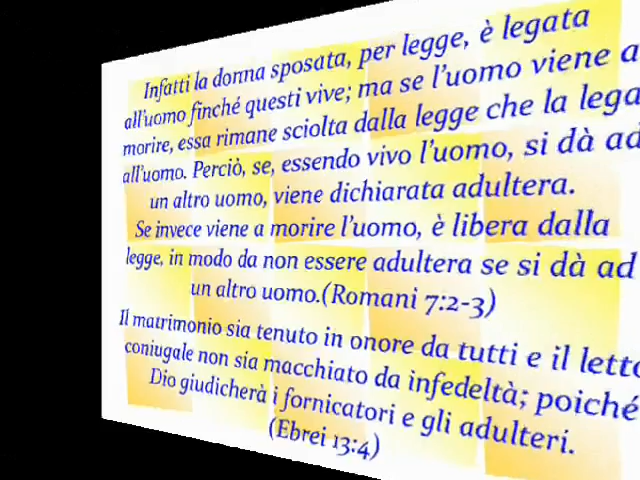 Infatti la donna sposata, per legge, è legata
all'uomo finché questi vive; ma se l'uomo viene a
morire, essa rimane sciolta dalla legge che la lega
all'uomo. Perciò, se, essendo vivo l'uomo, si dà ad
un altro uomo, viene dichiarata adultera.
Se invece viene a morire l'uomo, è libera dalla
legge, in modo da non essere adultera se si dà ad
un altro uomo.(Romani 7:2-3)
Il matrimonio sia tenuto in onore da tutti e il letto
coniugale non sia macchiato da infedeltà; poiché
Dio giudicherà i fornicatori e gli adulteri.
(Ebrei 13:4)